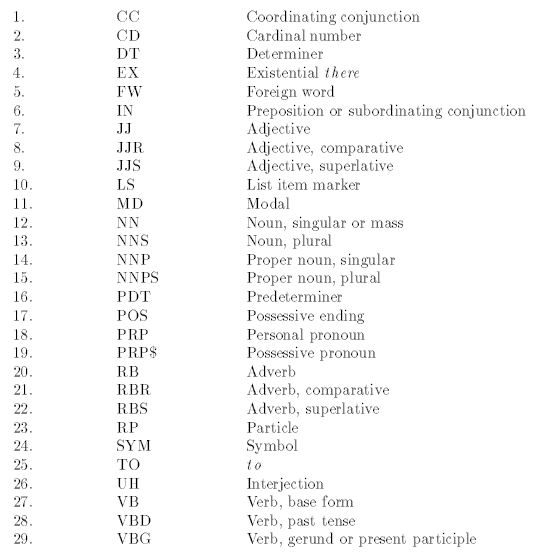 1. CC Coordinating conjunction
2. CD Cardinal number
3. DT Determiner
4. EX Existential there
5. FW Foreign word
6. IN Preposition or subordinating conjunction
7. JJ Adjective
8. JJR Adjective, comparative
9. JJS Adjective, superlative
10. LS List item marker
11. MD Modal
12. NN Noun, singular or mass
13. NNS Noun, plural
14. NNP Proper noun, singular
15. NNPS Proper noun, plural
16. PDT Predeterminer
17. POS Possessive ending
18. PRP Personal pronoun
19. PRP$ Possessive pronoun
20. RB Adverb
21. RBR Adverb, comparative
22. RBS Adverb, superlative
23. RP Particle
24. SYM Symbol
25. TO to
26. UH Interjection
27. VB Verb, base form
28. VBD Verb, past tense
29. VBG Verb, gerund or present participle